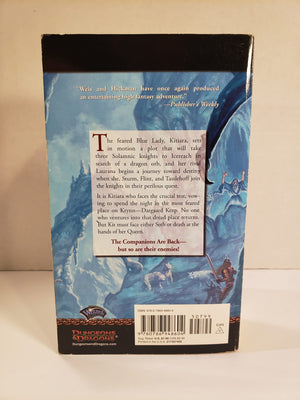 Weis and Hickman have once again produced
an entertaining high fantasy adventure."
—Publisher's Weekly
The feared Blue Lady, Kitiara, sets
in motion a plot that will take
three Solamnic knights to Icereach in
search of a dragon orb, and her rival
Laurana begins a journey toward destiny
when she, Sturm, Flint, and Tasslehoff join
the knights in their perilous quest.
It is Kitiara who faces the crucial test, vow-
ing to spend the night in the most feared
place on Krynn—Dargaard Keep. No one
who ventures into that dread place returns.
But Kit must face either Soth or death at the
hands of her Queen.
The Companions Are Back—
but so are their enemies!
DUNGEONS & DRAGONS
DungeonsandDragons.com
50799
EAN